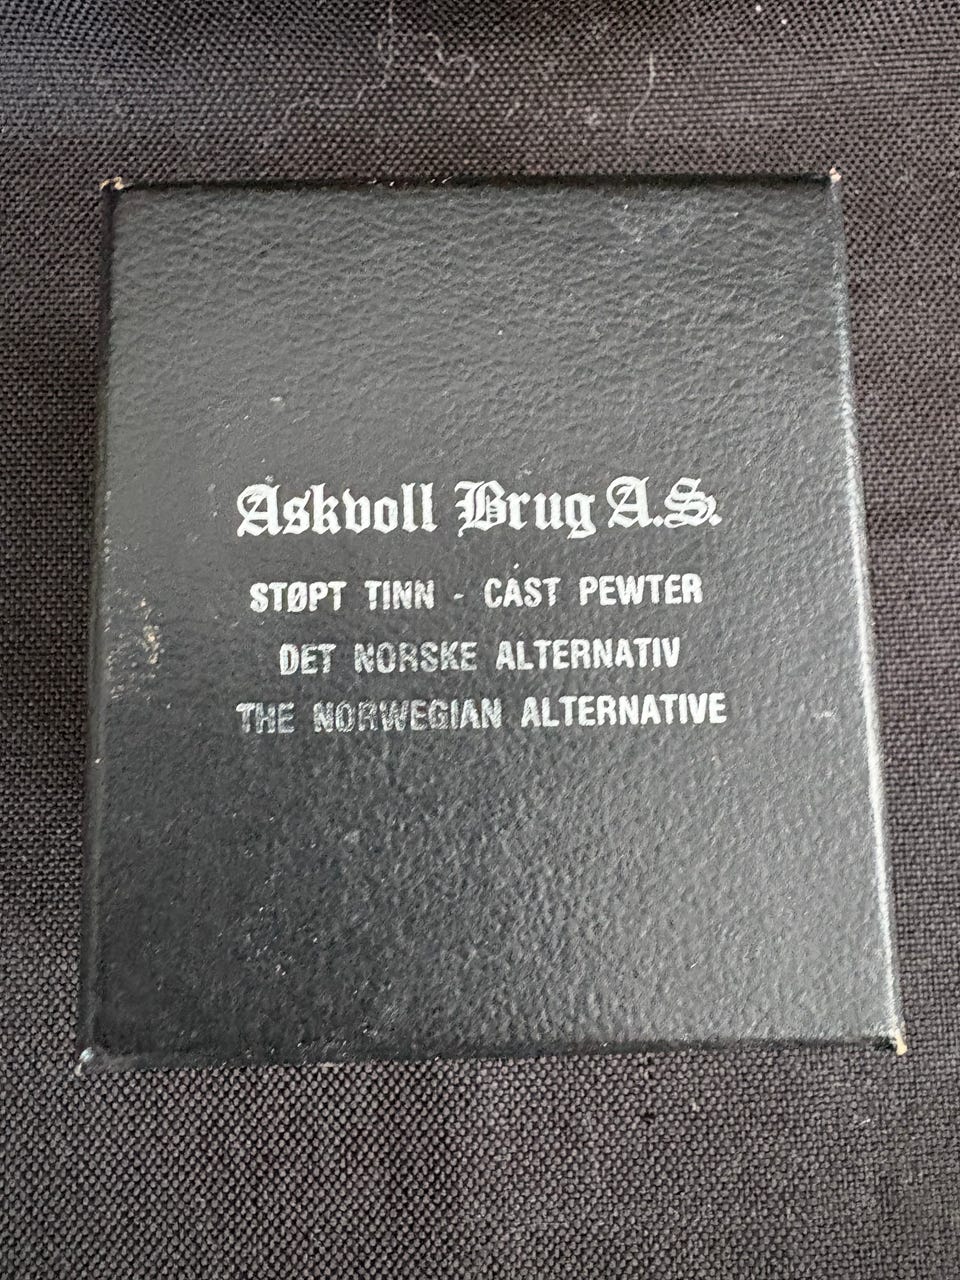 Askvoll Brug A.S.
STØPT TINN - CAST PEWTER
DET NORSKE ALTERNATIV
THE NORWEGIAN ALTERNATIVE